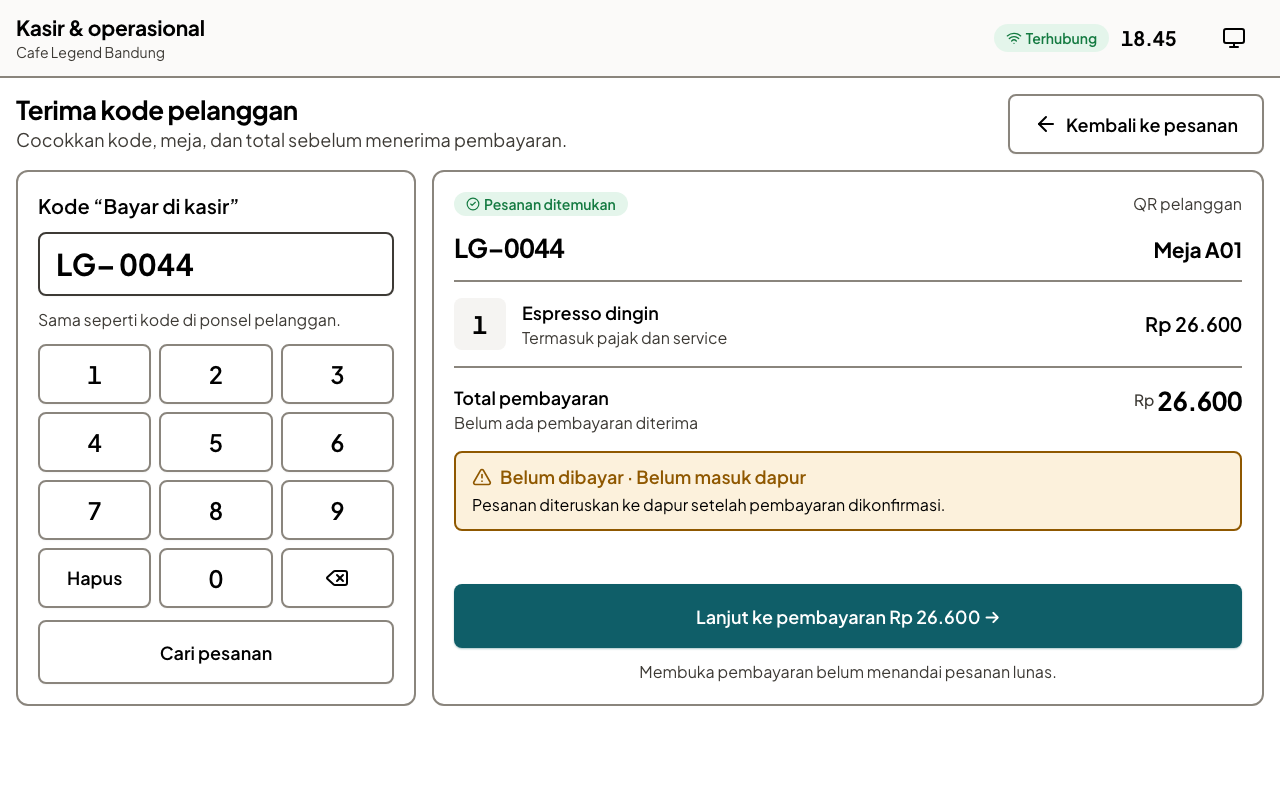 Kasir & operasional
Cafe Legend Bandung
Terhubung
18.45
Terima kode pelanggan
Cocokkan kode, meja, dan total sebelum menerima pembayaran.
Kembali ke pesanan
Kode “Bayar di kasir”
LG– 0044
Sama seperti kode di ponsel pelanggan.
1 2 3
4 5 6
7 8 9
Hapus 0
Cari pesanan
Pesanan ditemukan
QR pelanggan
LG–0044
Meja A01
1
Espresso dingin
Termasuk pajak dan service
Rp 26.600
Total pembayaran
Belum ada pembayaran diterima
Rp 26.600
Belum dibayar · Belum masuk dapur
Pesanan diteruskan ke dapur setelah pembayaran dikonfirmasi.
Lanjut ke pembayaran Rp 26.600 →
Membuka pembayaran belum menandai pesanan lunas.